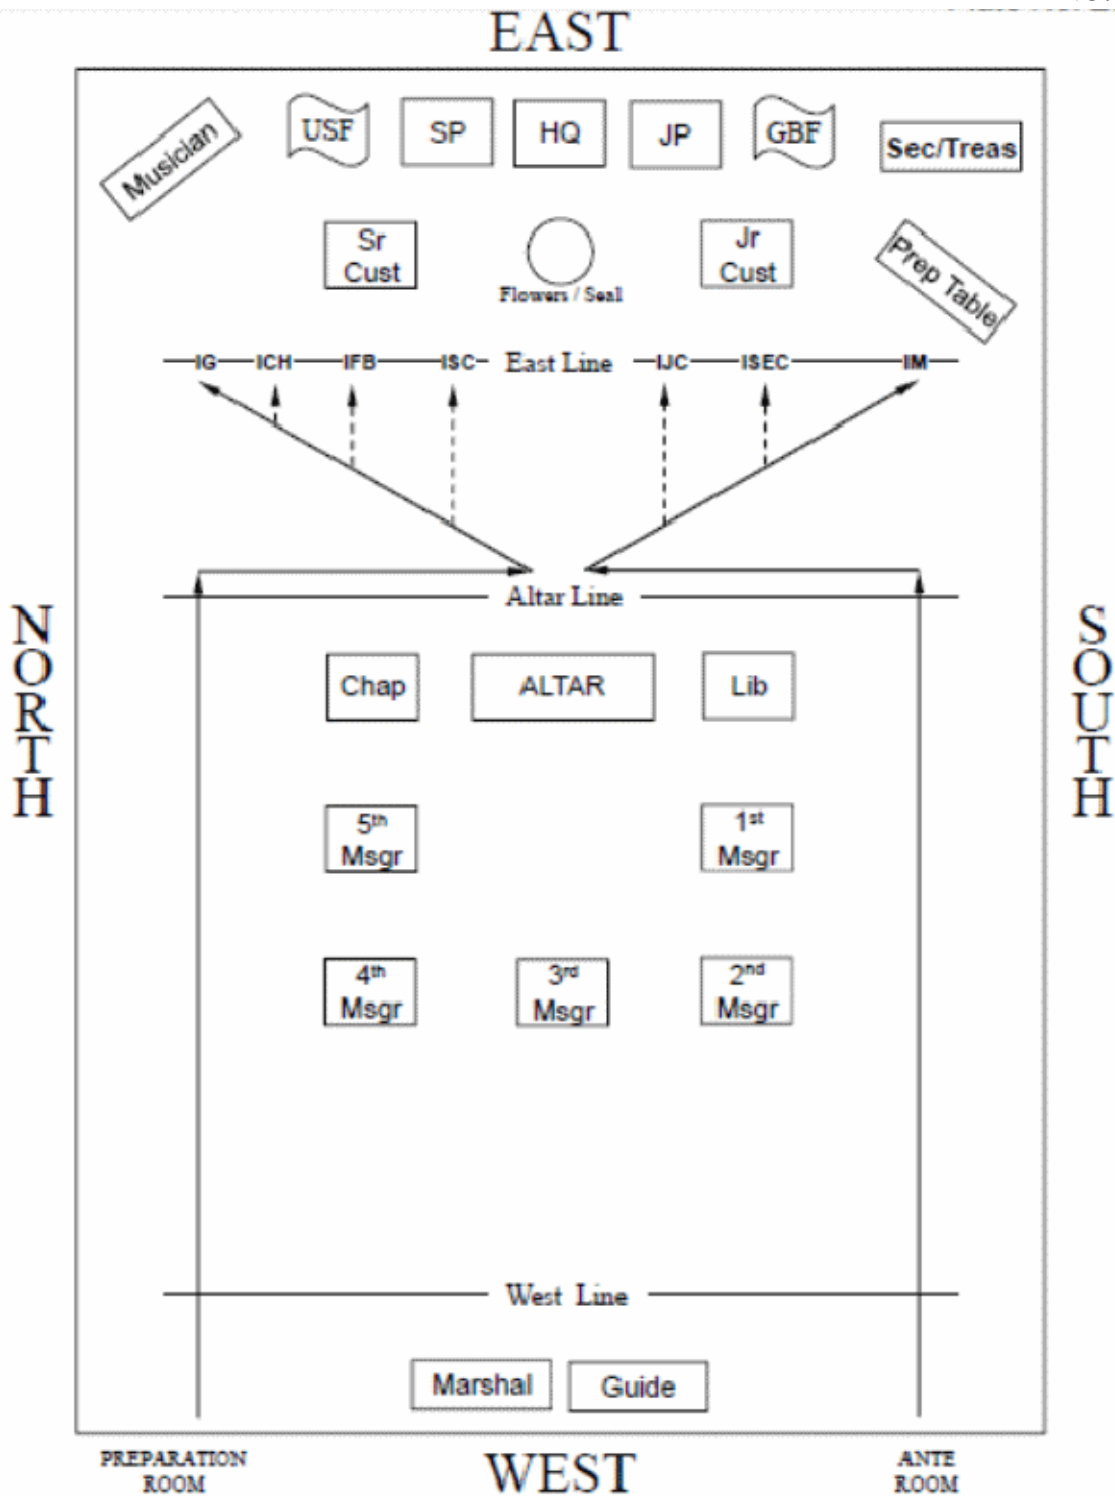 EAST
Musician
USF
SP
HQ
JP
GBF
Sec/Treas
Sr
Cust
Flowers / Seal
Jr
Cust
Prep Table
IG ICH IFB ISC East Line IJC ISEC IM
Altar Line
NORTH
SOUTH
Chap
ALTAR
Lib
5th
Msgr
1st
Msgr
4th
Msgr
3rd
Msgr
2nd
Msgr
West Line
Marshal
Guide
PREPARATION
ROOM
WEST
ANTE
ROOM